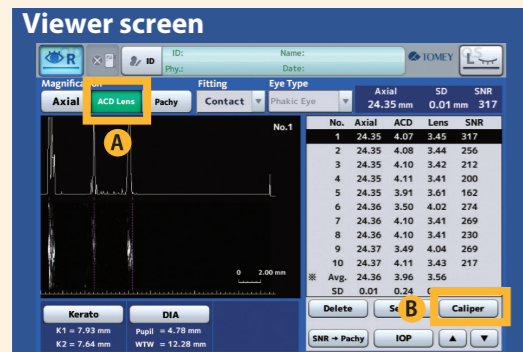 Viewer screen
R ID ID: Name: TOMEY L
Phy.: Date:
Magnification Fitting Eye Type
Axial ACD Lens Pachy Contact Phakic Eye
Axial SD SNR
24.35 mm 0.01 mm 317
A
No.1
No. Axial ACD Lens SNR
1 24.35 4.07 3.45 317
2 24.35 4.08 3.44 256
3 24.35 4.10 3.42 212
4 24.35 4.11 3.41 200
5 24.35 3.91 3.61 162
6 24.36 3.50 4.02 274
7 24.36 4.10 3.41 269
8 24.36 4.10 3.41 230
9 24.37 3.49 4.04 269
10 24.37 4.11 3.43 217
※ Avg. 24.36 3.96 3.56
SD 0.01 0.24
0 2.00 mm
Delete B Caliper
SNR → Pachy IOP ▲ ▼
Kerato DIA
K1 = 7.93 mm Pupil = 4.78 mm
K2 = 7.64 mm WTW = 12.28 mm